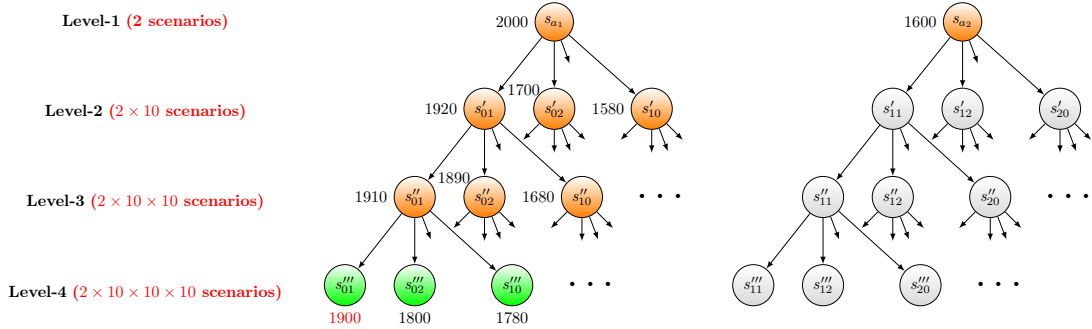 Level-1 (2 scenarios) 2000 s_{a_1} 1600 s_{a_2}
Level-2 (2 × 10 scenarios) 1920 s′_{01} 1700 s′_{02} 1580 s′_{10} s′_{11} s′_{12} s′_{20}
Level-3 (2 × 10 × 10 scenarios) 1910 s″_{01} 1890 s″_{02} 1680 s″_{10} • • • s″_{11} s″_{12} s″_{20} • • •
Level-4 (2 × 10 × 10 × 10 scenarios) s‴_{01} s‴_{02} s‴_{10} • • • s‴_{11} s‴_{12} s‴_{20} • • •
1900 1800 1780